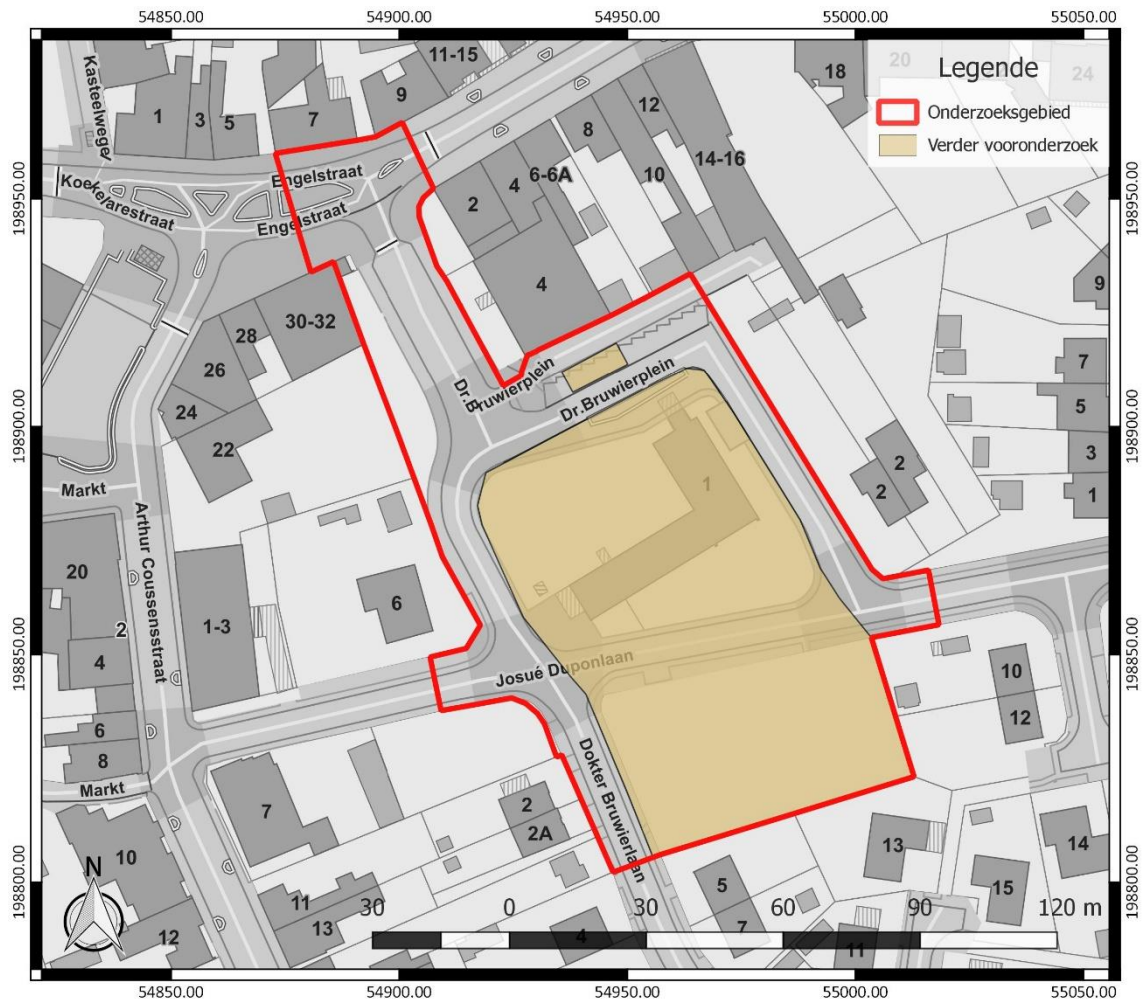 54850.00 54900.00 54950.00 55000.00 55050.00
198950.00
198900.00
198850.00
198800.00
198950.00
198900.00
198850.00
198800.00
Legende
Onderzoeksgebied
Verder vooronderzoek
Kasteelwege
1 3 5 7 9 11-15
18 20 24
8 12
14-16
10
6-6A
4
2
4
9
Koekelarestraat
Engelstraat
Engelstraat
30-32
28
26
24
22
Dr.Bruwierplein
Dr.Bruwierplein
7
5
3
1
2
2
1
Markt
Arthur Coussensstraat
20
2
4
1-3
6
6
8
Markt
Josué Duponlaan
Dokter Bruwierlaan
10
12
7
2
2A
13
14
15
5
7
10
12
11
13
4
11
N
30 0 30 60 90 120 m
54850.00 54900.00 54950.00 55000.00 55050.00